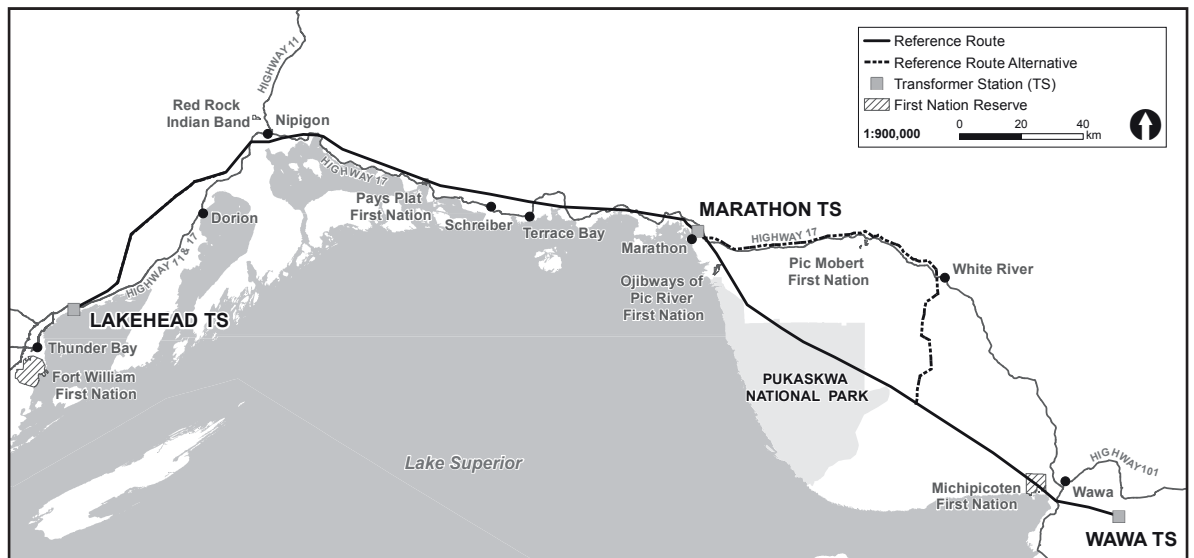 HIGHWAY 11
Red Rock
Indian Band
Nipigon
Reference Route
Reference Route Alternative
Transformer Station (TS)
First Nation Reserve
1:900,000
0 20 40
km
HIGHWAY 17
Dorion
Pays Plat
First Nation
Schreiber
Terrace Bay
MARATHON TS
Marathon
HIGHWAY 17
Pic Mobert
First Nation
White River
Ojibways of
Pic River
First Nation
HIGHWAY 11 & 17
LAKEHEAD TS
Thunder Bay
Fort William
First Nation
PUKASKWA
NATIONAL PARK
Lake Superior
HIGHWAY101
Michipicoten
First Nation
Wawa
WAWA TS